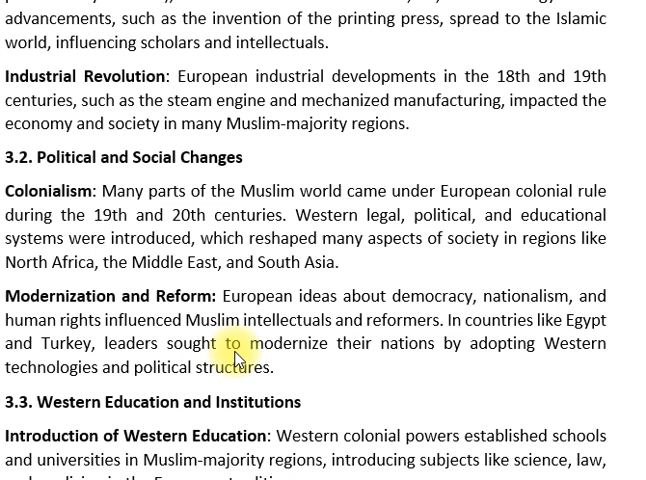 advancements, such as the invention of the printing press, spread to the Islamic
world, influencing scholars and intellectuals.
Industrial Revolution: European industrial developments in the 18th and 19th
centuries, such as the steam engine and mechanized manufacturing, impacted the
economy and society in many Muslim-majority regions.
3.2. Political and Social Changes
Colonialism: Many parts of the Muslim world came under European colonial rule
during the 19th and 20th centuries. Western legal, political, and educational
systems were introduced, which reshaped many aspects of society in regions like
North Africa, the Middle East, and South Asia.
Modernization and Reform: European ideas about democracy, nationalism, and
human rights influenced Muslim intellectuals and reformers. In countries like Egypt
and Turkey, leaders sought to modernize their nations by adopting Western
technologies and political structures.
3.3. Western Education and Institutions
Introduction of Western Education: Western colonial powers established schools
and universities in Muslim-majority regions, introducing subjects like science, law,